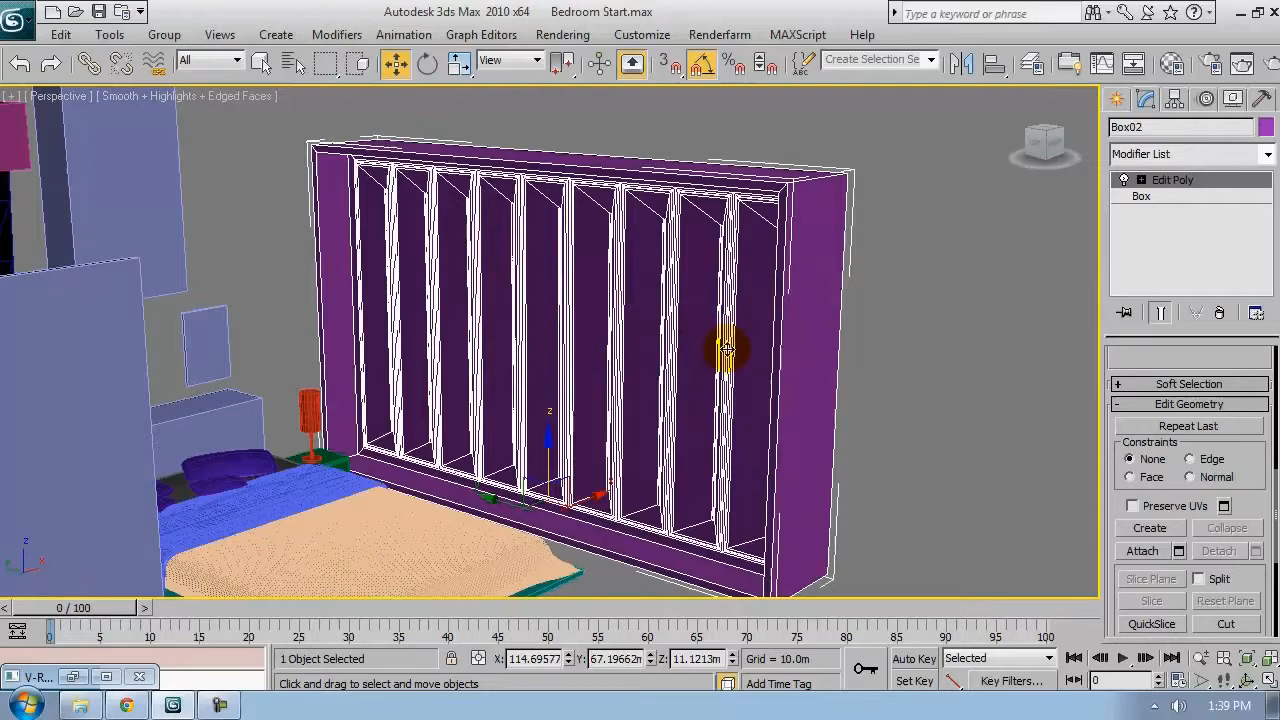 Autodesk 3ds Max 2010 x64 Bedroom Start.max
Type a keyword or phrase
Edit Tools Group Views Create Modifiers Animation Graph Editors Rendering Customize Renderfarm MAXScript Help
All View 3 Create Selection Se
[ + ] [ Perspective ] [ Smooth + Highlights + Edged Faces ]
Box02
Modifier List
Edit Poly
Box
Soft Selection
Edit Geometry
Repeat Last
Constraints
None Edge
Face Normal
Preserve UVs
Create Collapse
Attach Detach
Slice Plane Split
Slice Reset Plane
QuickSlice Cut
z
z
x
0 / 100
0 5 10 15 20 25 30 35 40 45 50 55 60 65 70 75 80 85 90 95 100
1 Object Selected X: 114.69577 Y: 67.19662m Z: 11.1213m Grid = 10.0m Auto Key Selected
V-R... Click and drag to select and move objects Add Time Tag Set Key Key Filters... 0
1:39 PM